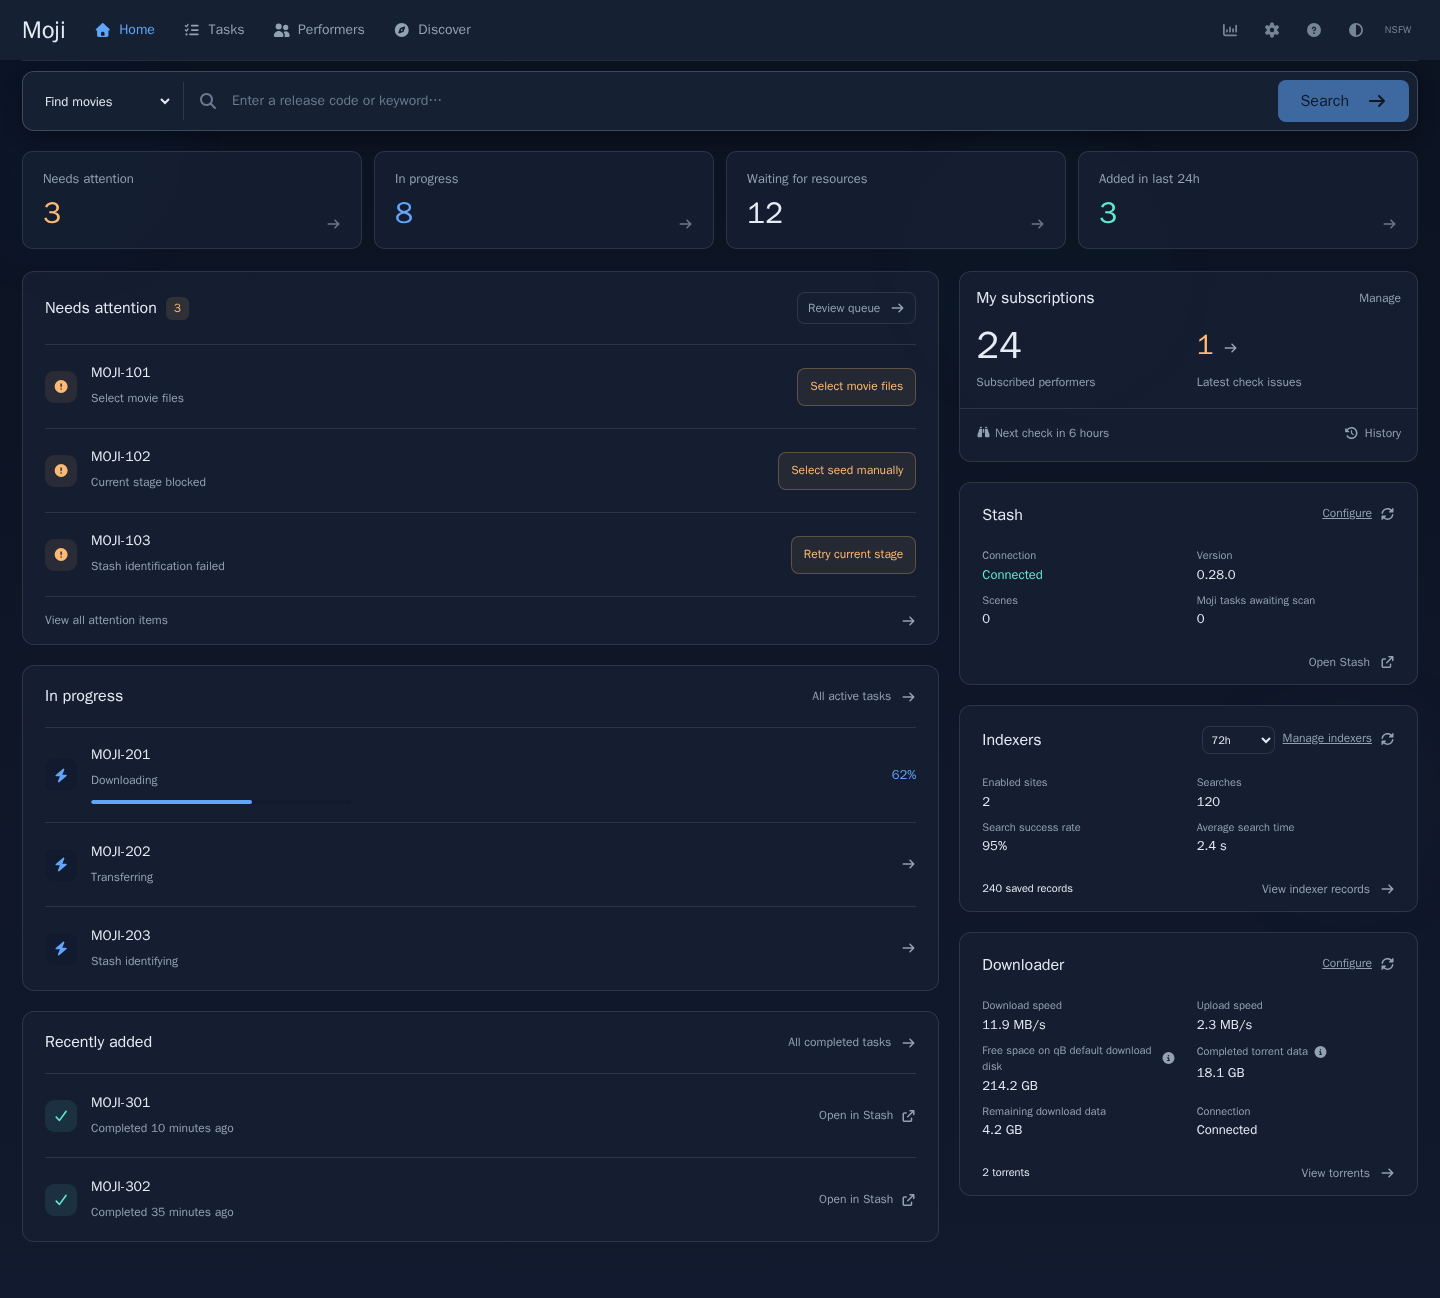 Moji
Home
Tasks
Performers
Discover
NSFW
Find movies
Enter a release code or keyword…
Search
Needs attention
3
In progress
8
Waiting for resources
12
Added in last 24h
3
Needs attention 3
Review queue
MOJI-101
Select movie files
Select movie files
MOJI-102
Current stage blocked
Select seed manually
MOJI-103
Stash identification failed
Retry current stage
View all attention items
In progress
All active tasks
MOJI-201
Downloading
62%
MOJI-202
Transferring
MOJI-203
Stash identifying
Recently added
All completed tasks
MOJI-301
Completed 10 minutes ago
Open in Stash
MOJI-302
Completed 35 minutes ago
Open in Stash
My subscriptions
Manage
24
Subscribed performers
1
Latest check issues
Next check in 6 hours
History
Stash
Configure
Connection
Connected
Version
0.28.0
Scenes
0
Moji tasks awaiting scan
0
Open Stash
Indexers
72h
Manage indexers
Enabled sites
2
Searches
120
Search success rate
95%
Average search time
2.4 s
240 saved records
View indexer records
Downloader
Configure
Download speed
11.9 MB/s
Upload speed
2.3 MB/s
Free space on qB default download
disk
214.2 GB
Completed torrent data
18.1 GB
Remaining download data
4.2 GB
Connection
Connected
2 torrents
View torrents